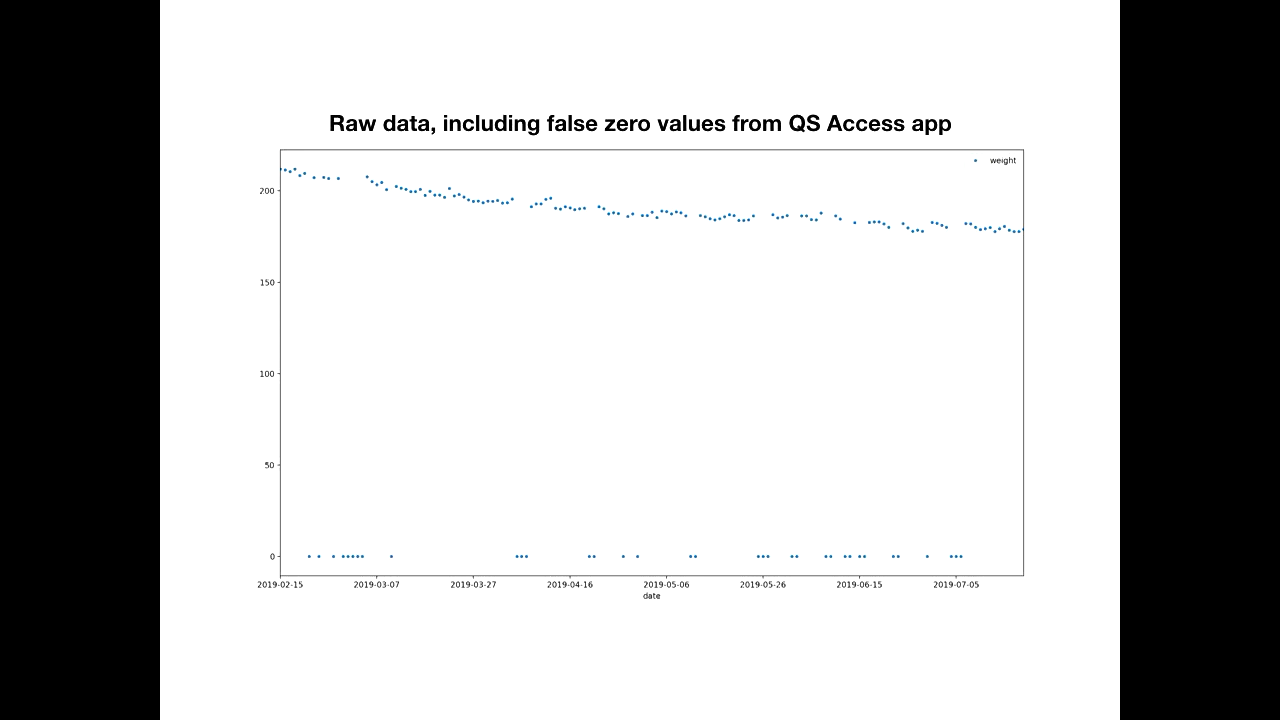 Raw data, including false zero values from QS Access app
weight
200
150
100
50
0
2019-02-15 2019-03-07 2019-03-27 2019-04-16 2019-05-06 2019-05-26 2019-06-15 2019-07-05
date